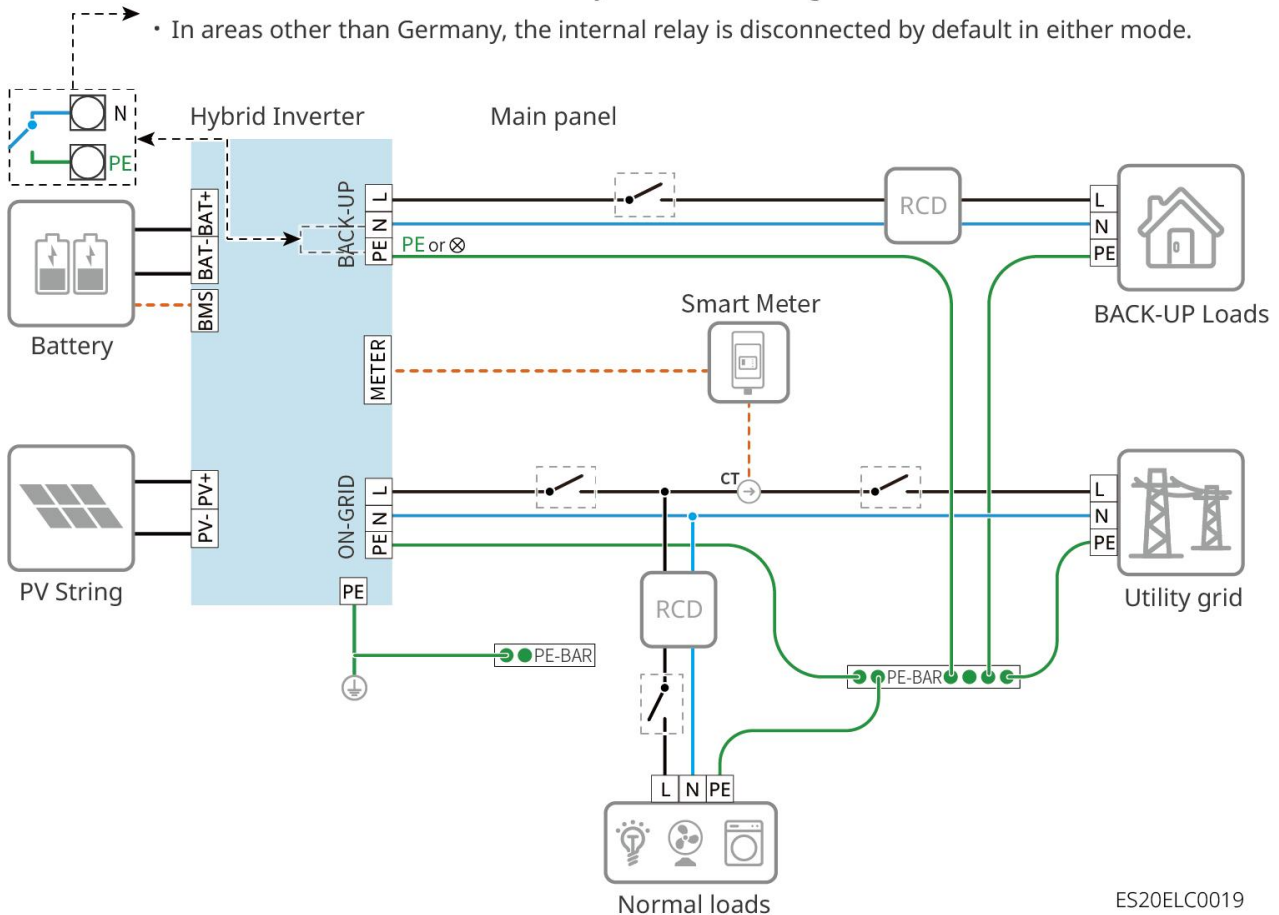 • In areas other than Germany, the internal relay is disconnected by default in either mode.
N
PE
Hybrid Inverter
Main panel
BAT+
BAT-
BMS
Battery
BACK-UP
L
N
PE
PE or ⊗
RCD
L
N
PE
BACK-UP Loads
Smart Meter
METER
PV+
PV-
PV String
ON-GRID
L
N
PE
CT
L
N
PE
Utility grid
PE
RCD
PE-BAR
PE-BAR
L N PE
Normal loads
ES20ELC0019